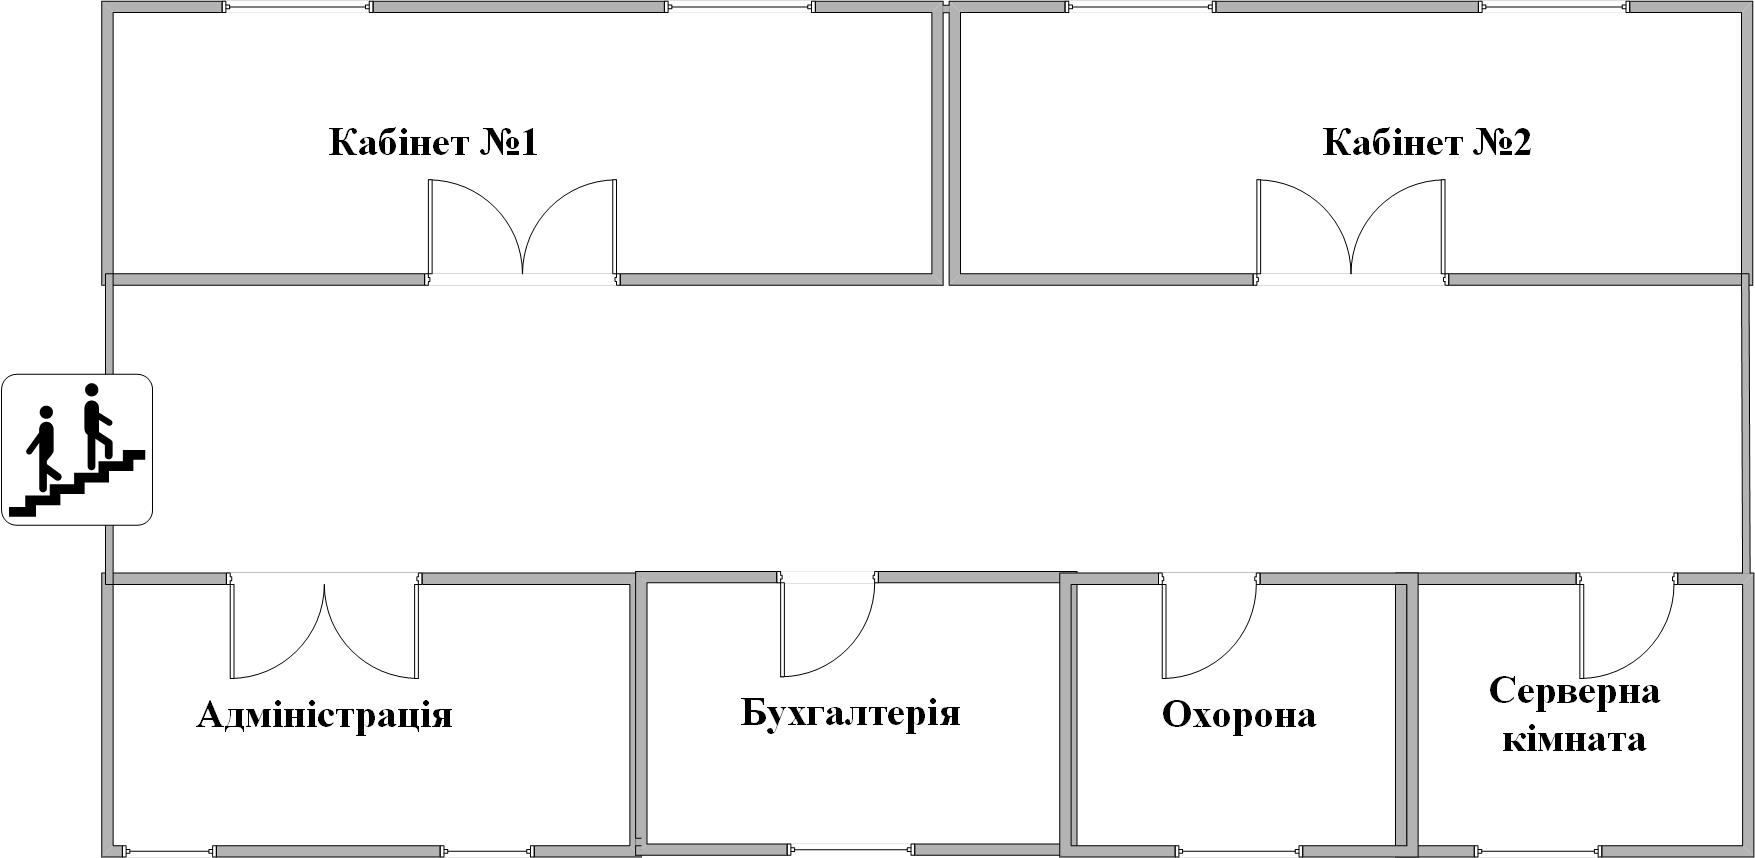 Кабінет №1
Кабінет №2
Адміністрація
Бухгалтерія
Охорона
Серверна
кімната